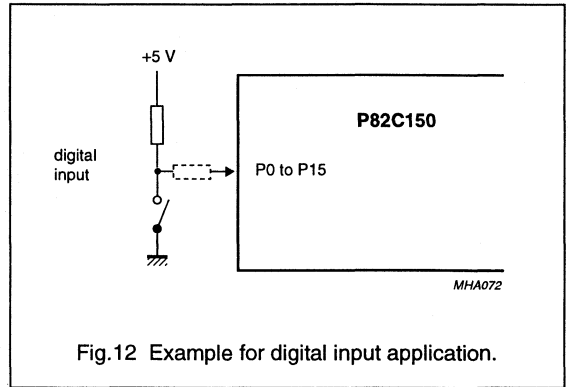 +5 V
P82C150
digital
input
P0 to P15
MHA072
Fig.12 Example for digital input application.